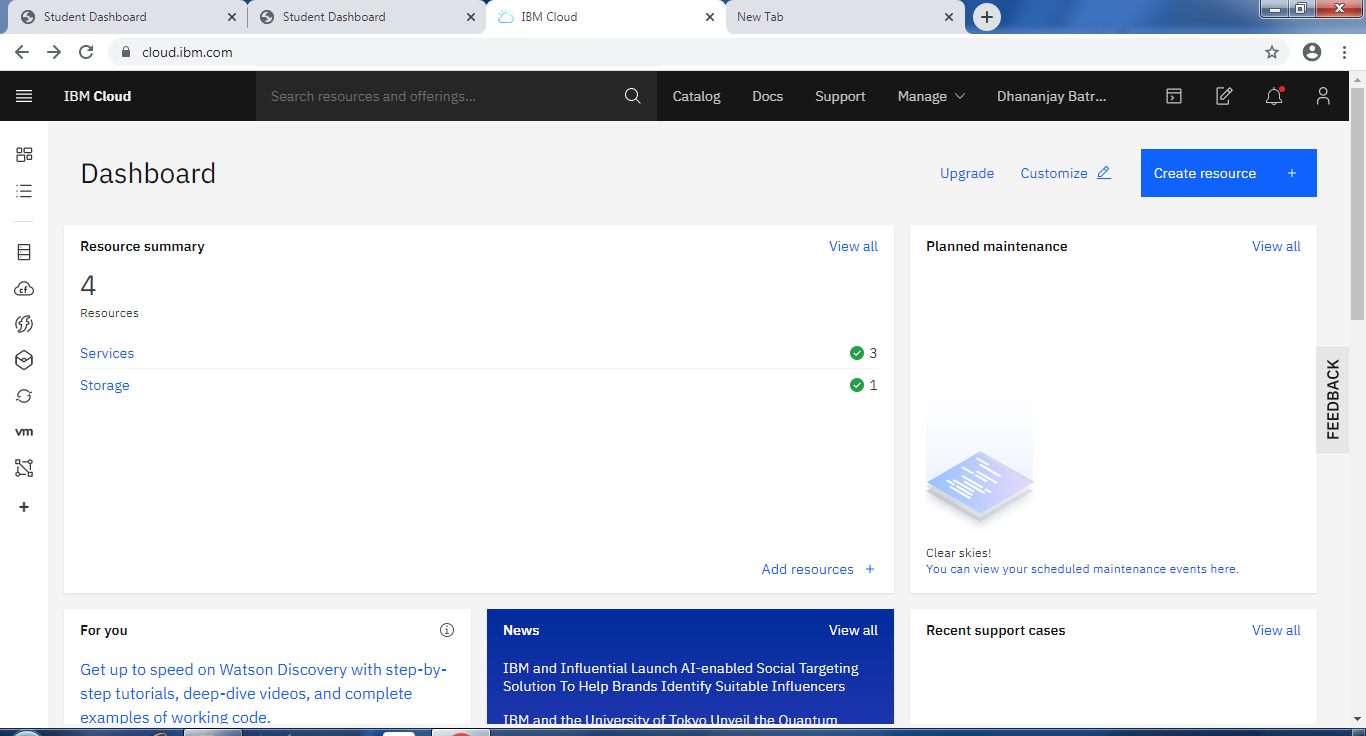 Student Dashboard
Student Dashboard
IBM Cloud
New Tab
cloud.ibm.com
IBM Cloud
Search resources and offerings...
Catalog
Docs
Support
Manage
Dhananjay Batr...
Dashboard
Upgrade
Customize
Create resource +
Resource summary
View all
4
Resources
Services
3
Storage
1
Add resources +
Planned maintenance
View all
Clear skies!
You can view your scheduled maintenance events here.
cf
vm
+
FEEDBACK
For you
Get up to speed on Watson Discovery with step-by-
step tutorials, deep-dive videos, and complete
examples of working code.
News
View all
IBM and Influential Launch AI-enabled Social Targeting
Solution To Help Brands Identify Suitable Influencers
IBM and the University of Tokyo Unveil the Quantum
Recent support cases
View all